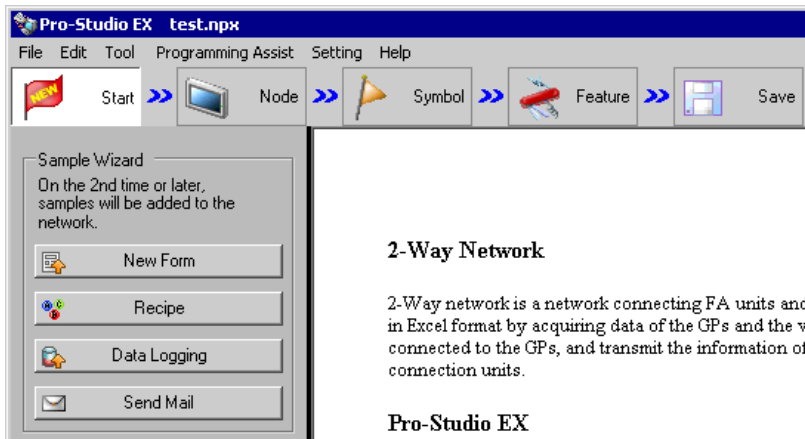 Pro-Studio EX test.npx
File Edit Tool Programming Assist Setting Help
NEW Start Node Symbol Feature Save
Sample Wizard
On the 2nd time or later,
samples will be added to the
network.
New Form
Recipe
Data Logging
Send Mail
2-Way Network
2-Way network is a network connecting FA units and
in Excel format by acquiring data of the GPs and the
connected to the GPs, and transmit the information of
connection units.
Pro-Studio EX